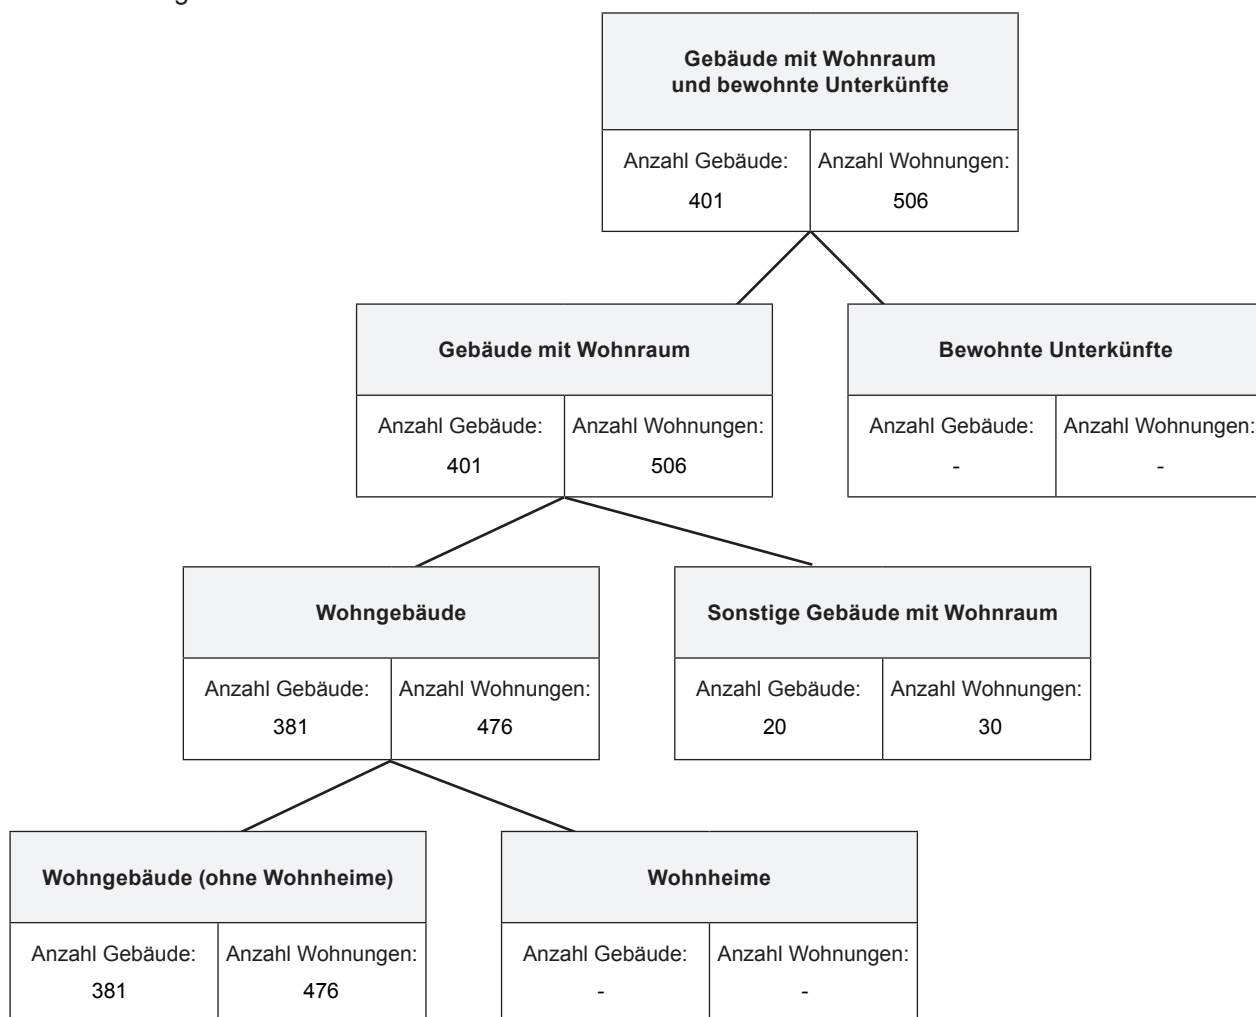 Gebäude mit Wohnraum
und bewohnte Unterkünfte
Anzahl Gebäude: Anzahl Wohnungen:
401 506
Gebäude mit Wohnraum
Bewohnte Unterkünfte
Anzahl Gebäude: Anzahl Wohnungen:
401 506
Anzahl Gebäude: Anzahl Wohnungen:
- -
Wohngebäude
Sonstige Gebäude mit Wohnraum
Anzahl Gebäude: Anzahl Wohnungen:
381 476
Anzahl Gebäude: Anzahl Wohnungen:
20 30
Wohngebäude (ohne Wohnheime)
Wohnheime
Anzahl Gebäude: Anzahl Wohnungen:
381 476
Anzahl Gebäude: Anzahl Wohnungen:
- -